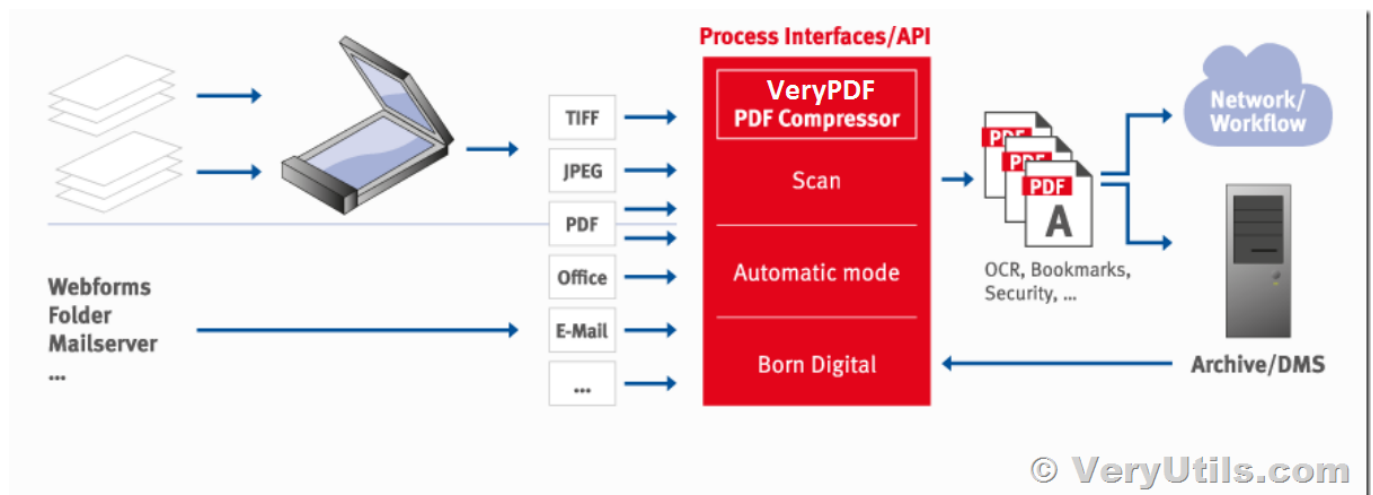 Process Interfaces/API
VeryPDF
PDF Compressor
Scan
Automatic mode
Born Digital
TIFF
JPEG
PDF
Office
E-Mail
...
Webforms
Folder
Mailserver
...
PDF
PDF
PDF
A
OCR, Bookmarks,
Security, ...
Network/
Workflow
Archive/DMS
© VeryUtils.com